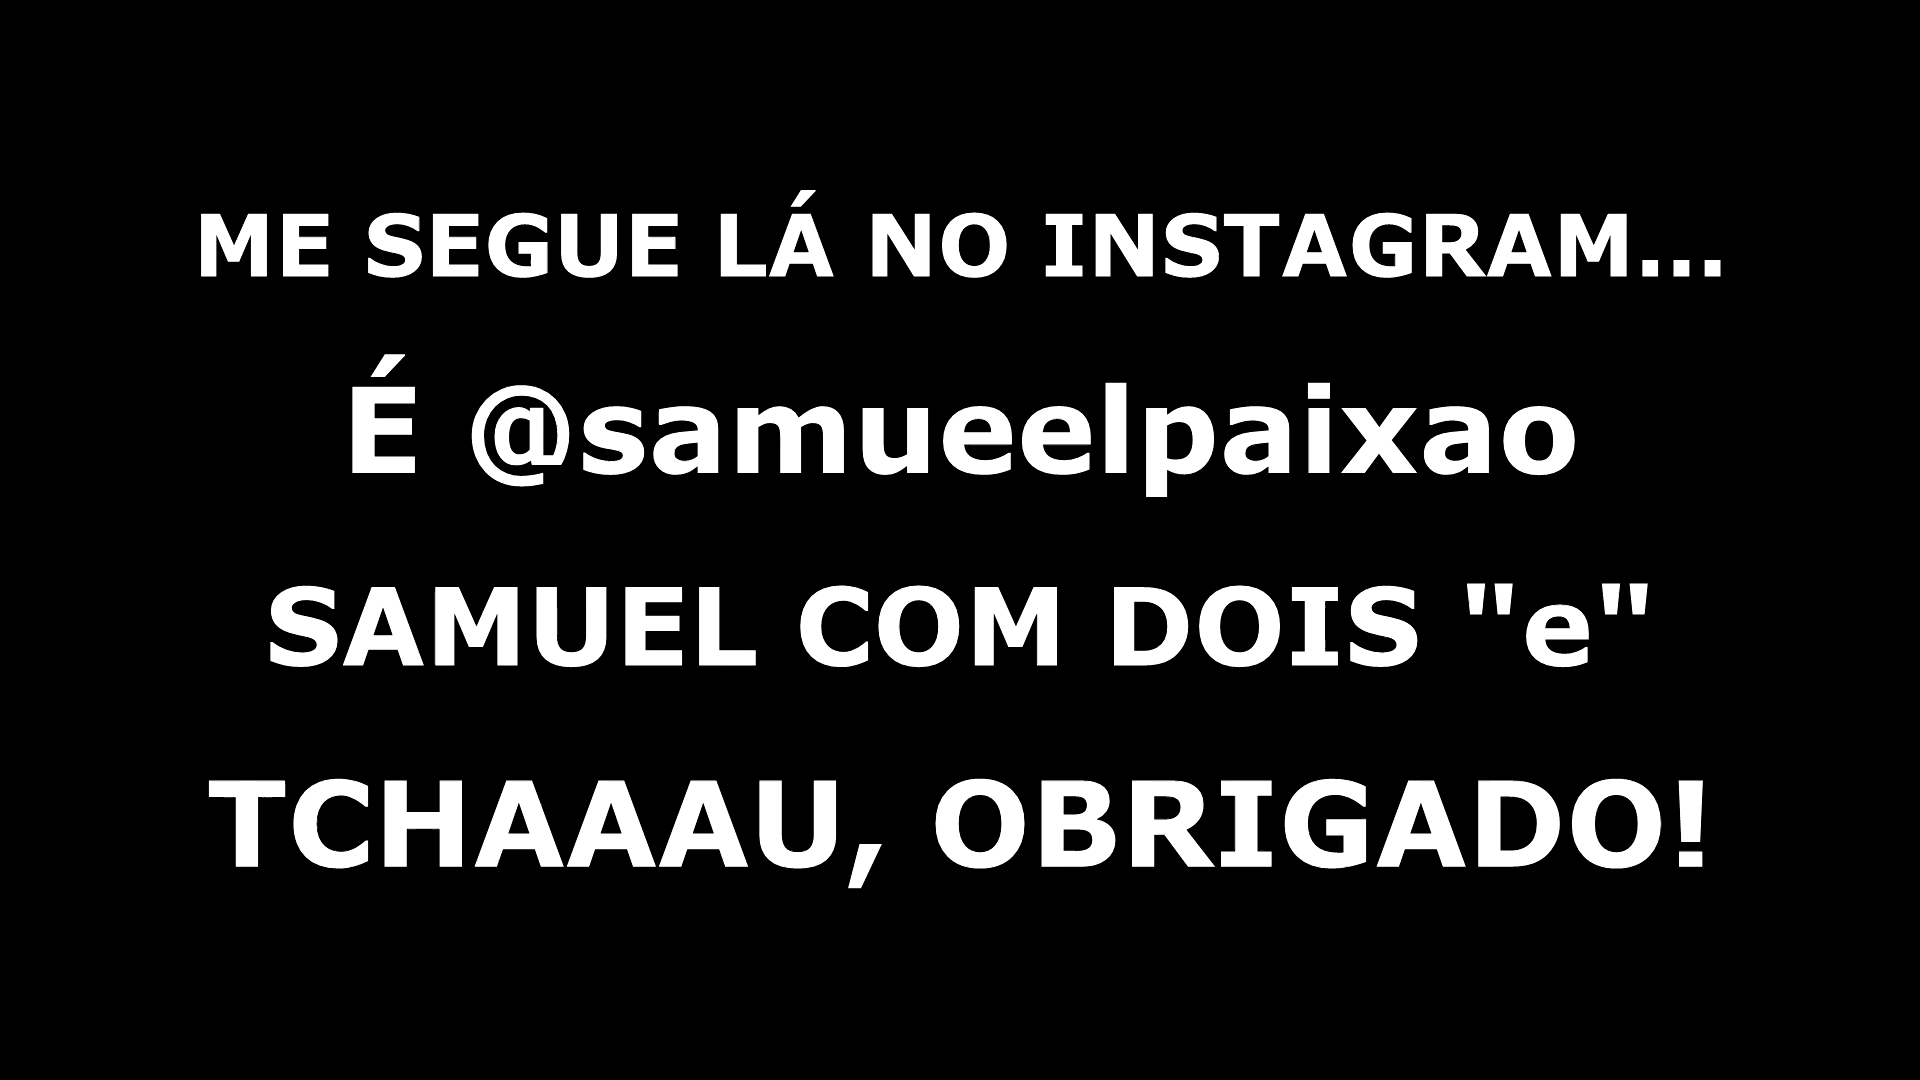 ME SEGUE LÁ NO INSTAGRAM...
É @samueelpaixao
SAMUEL COM DOIS "e"
TCHAAAU, OBRIGADO!